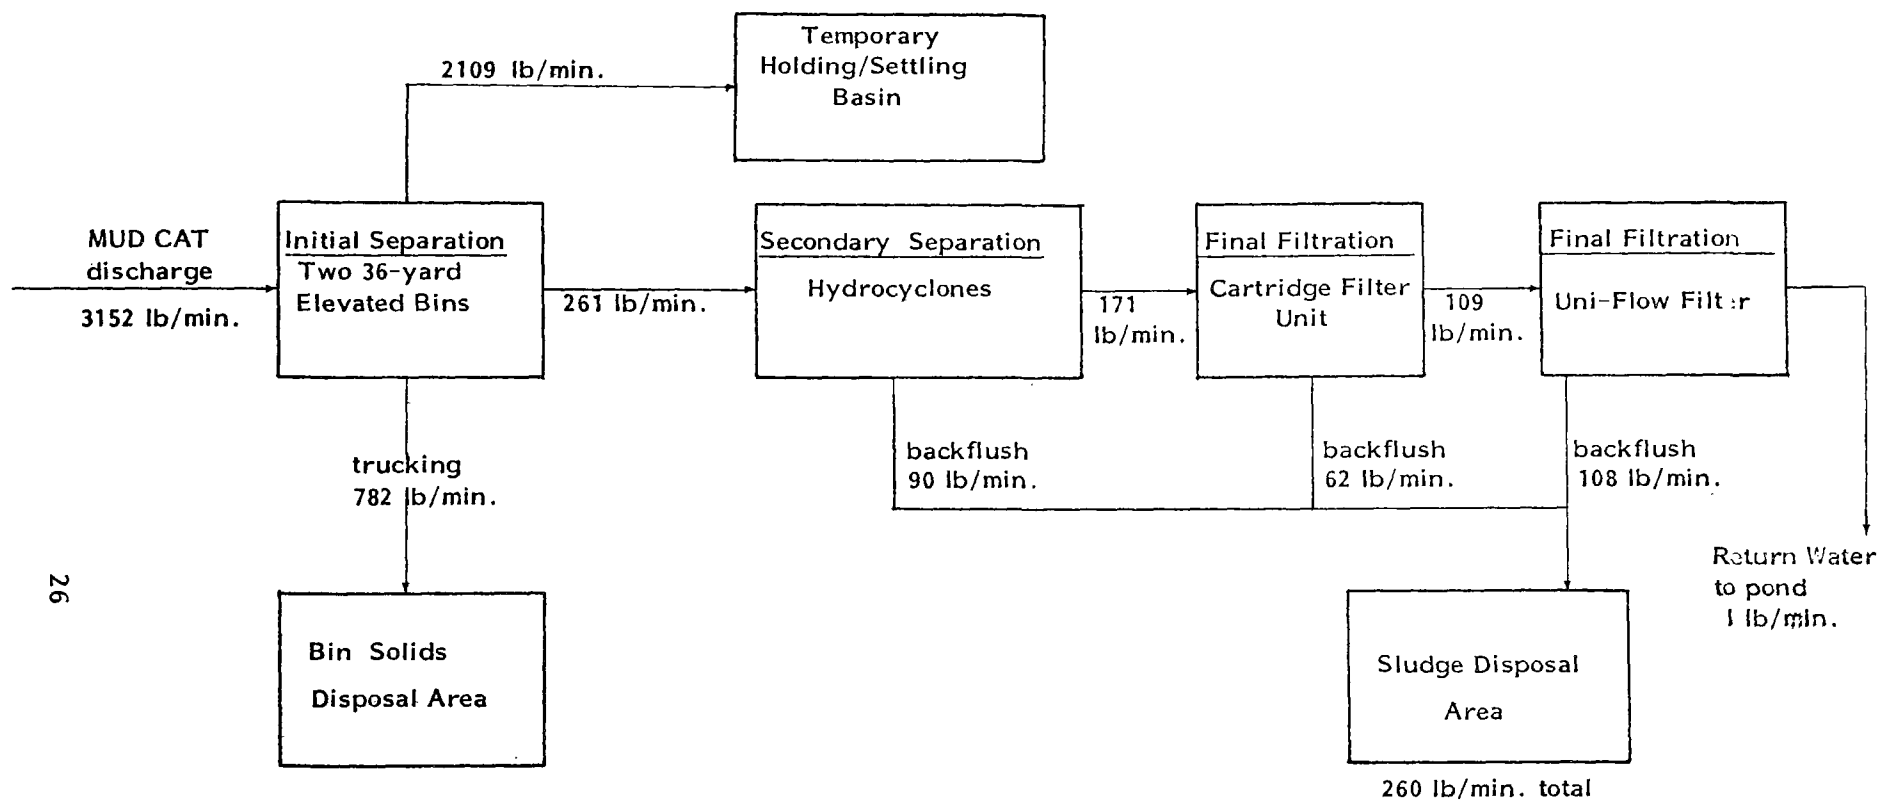 Temporary
Holding/Settling
Basin
2109 lb/min.
MUD CAT
discharge
3152 lb/min.
Initial Separation
Two 36-yard
Elevated Bins
261 lb/min.
Secondary Separation
Hydrocyclones
171
lb/min.
Final Filtration
Cartridge Filter
Unit
109
lb/min.
Final Filtration
Uni-Flow Filter
trucking
782 lb/min.
backflush
90 lb/min.
backflush
62 lb/min.
backflush
108 lb/min.
Return Water
to pond
1 lb/min.
26
Bin Solids
Disposal Area
Sludge Disposal
Area
260 lb/min. total